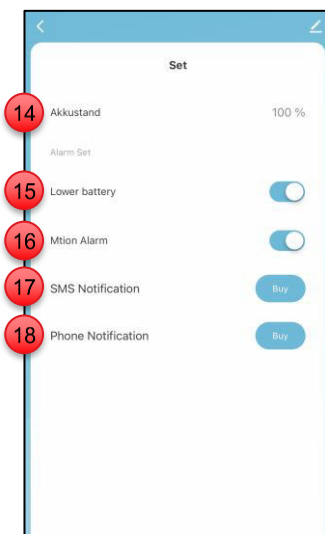 Set
14 Akkustand 100 %
Alarm Set
15 Lower battery
16 Mtion Alarm
17 SMS Notification Buy
18 Phone Notification Buy